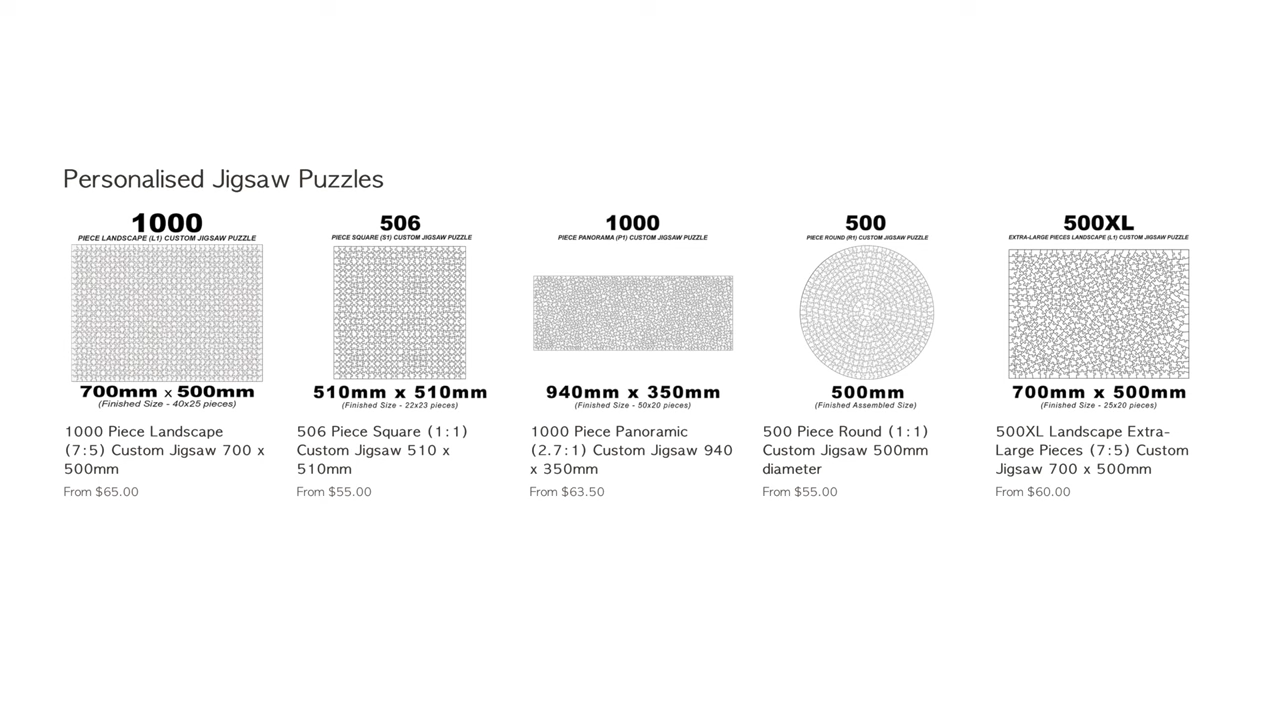 Personalised Jigsaw Puzzles
1000
PIECE LANDSCAPE (L1) CUSTOM JIGSAW PUZZLE
700mm x 500mm
(Finished Size - 40x25 pieces)
1000 Piece Landscape
(7:5) Custom Jigsaw 700 x
500mm
From $65.00
506
PIECE SQUARE (S1) CUSTOM JIGSAW PUZZLE
510mm x 510mm
(Finished Size - 22x23 pieces)
506 Piece Square (1:1)
Custom Jigsaw 510 x
510mm
From $55.00
1000
PIECE PANORAMA (P1) CUSTOM JIGSAW PUZZLE
940mm x 350mm
(Finished Size - 50x20 pieces)
1000 Piece Panoramic
(2.7:1) Custom Jigsaw 940
x 350mm
From $63.50
500
PIECE ROUND (R1) CUSTOM JIGSAW PUZZLE
500mm
(Finished Assembled Size)
500 Piece Round (1:1)
Custom Jigsaw 500mm
diameter
From $55.00
500XL
EXTRA-LARGE PIECES LANDSCAPE (L1) CUSTOM JIGSAW PUZZLE
700mm x 500mm
(Finished Size - 25x20 pieces)
500XL Landscape Extra-
Large Pieces (7:5) Custom
Jigsaw 700 x 500mm
From $60.00